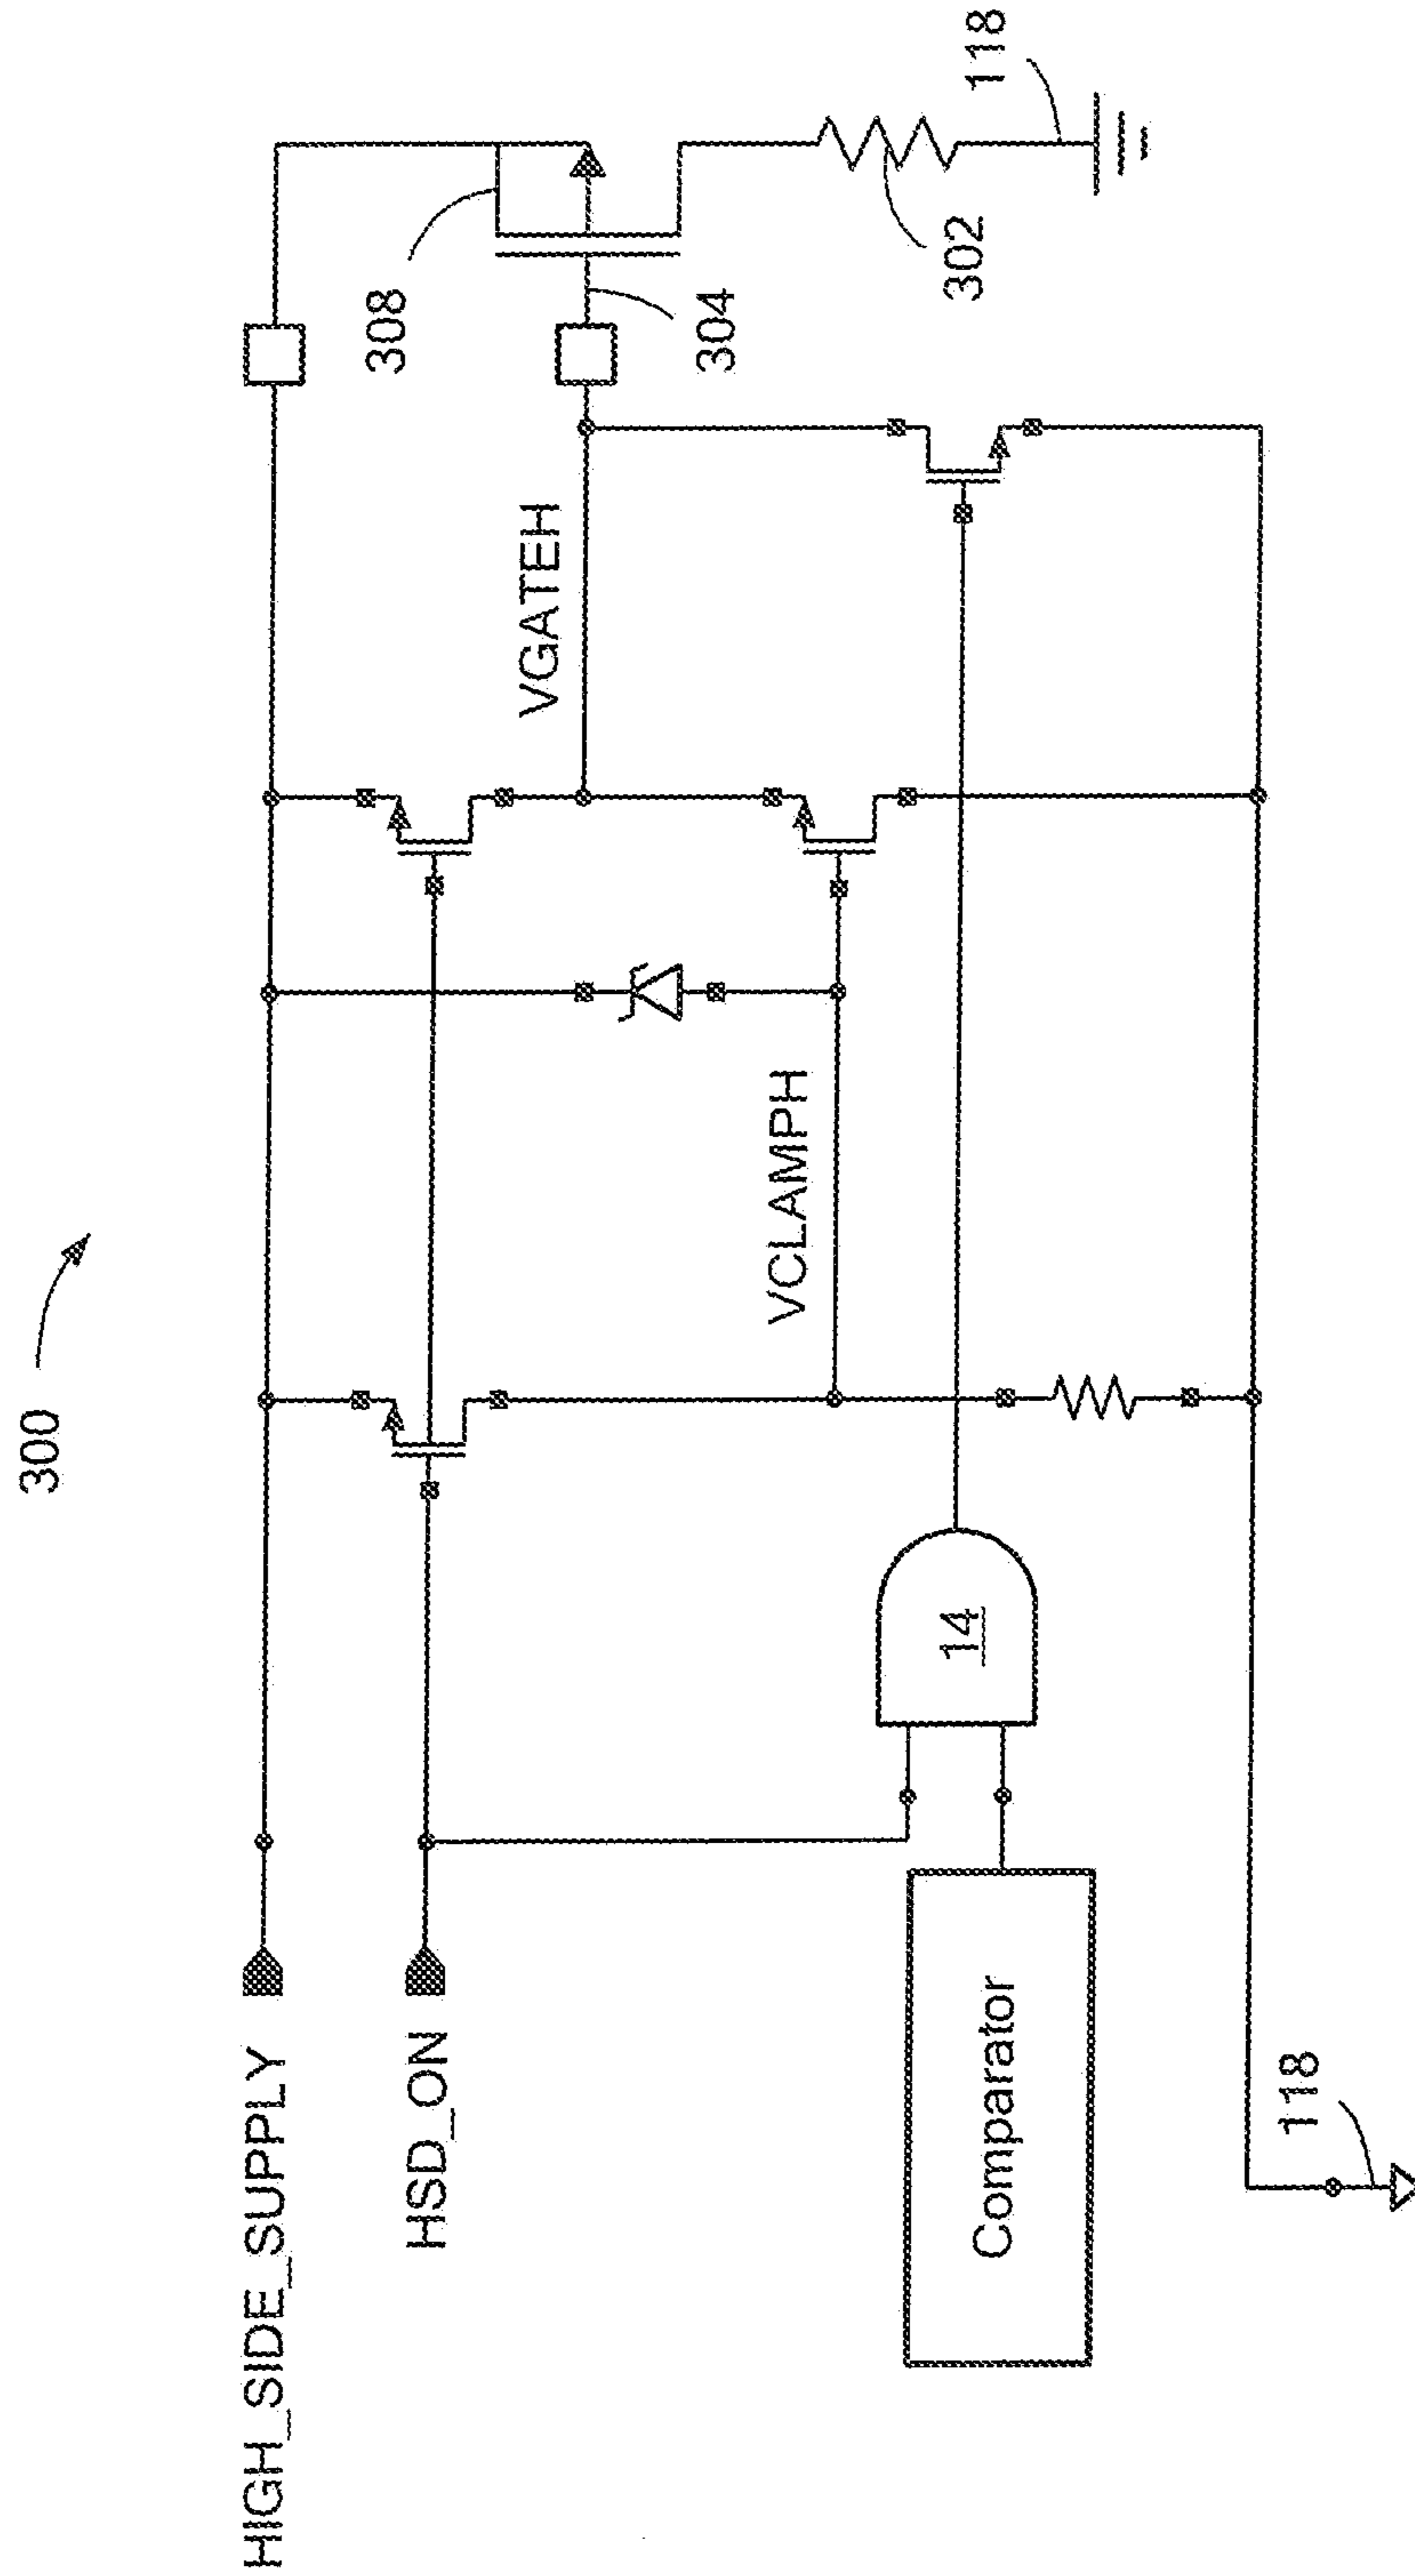 300
HIGH_SIDE_SUPPLY
HSD_ON
Comparator
14
VCLAMPH
VGATEH
308
304
302
118
118